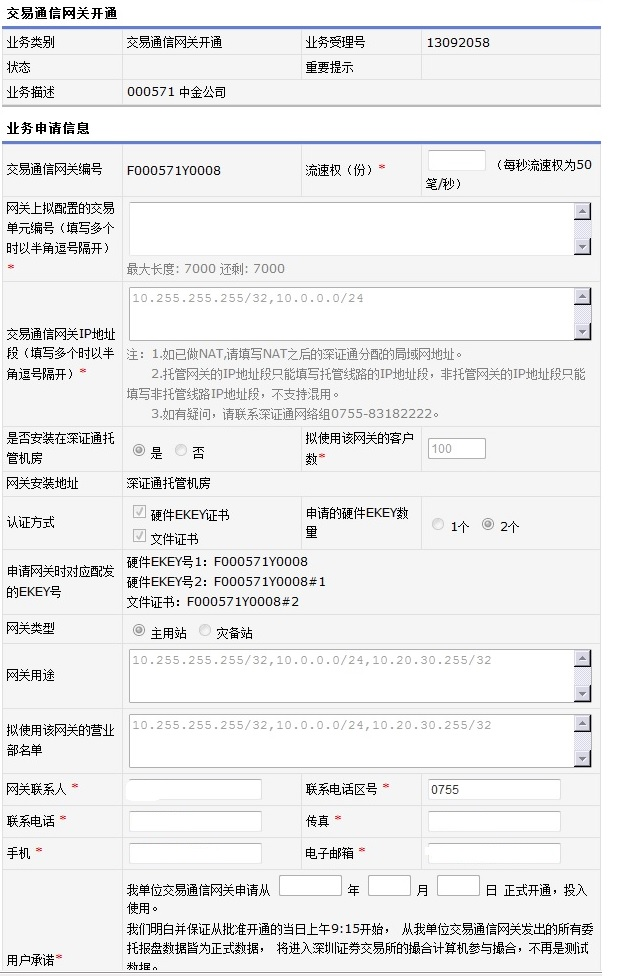 交易通信网关开通
业务类别 交易通信网关开通 业务受理号 13092058
状态 重要提示
业务描述 000571 中金公司
业务申请信息
交易通信网关编号 F000571Y0008 流速权（份）* （每秒流速权为50
笔/秒）
网关上拟配置的交易
单元编号（填写多个
时以半角逗号隔开）
*
最大长度: 7000 还剩: 7000
10.255.255.255/32,10.0.0.0/24
交易通信网关IP地址
段（填写多个时以半
角逗号隔开）*
注：1.如已做NAT,请填写NAT之后的深证通分配的局域网地址。
2.托管网关的IP地址段只能填写托管线路的IP地址段，非托管网关的IP地址段只能
填写非托管线路IP地址段，不支持混用。
3.如有疑问，请联系深证通网络组0755-83182222。
是否安装在深证通托
管机房
是 否
拟使用该网关的客户
数*
100
网关安装地址 深证通托管机房
认证方式
硬件EKEY证书
文件证书
申请的硬件EKEY数
量
1个 2个
申请网关时对应配发
的EKEY号
硬件EKEY号1：F000571Y0008
硬件EKEY号2：F000571Y0008#1
文件证书：F000571Y0008#2
网关类型 主用站 灾备站
网关用途
10.255.255.255/32,10.0.0.0/24,10.20.30.255/32
拟使用该网关的营业
部名单
10.255.255.255/32,10.0.0.0/24,10.20.30.255/32
网关联系人 * 联系电话区号 * 0755
联系电话 * 传真 *
手机 * 电子邮箱 *
用户承诺*
我单位交易通信网关申请从 年 月 日 正式开通，投入
使用。
我们明白并保证从批准开通的当日上午9:15开始， 从我单位交易通信网关发出的所有委
托报盘数据皆为正式数据， 将进入深圳证券交易所的撮合计算机参与撮合，不再是测试
数据。